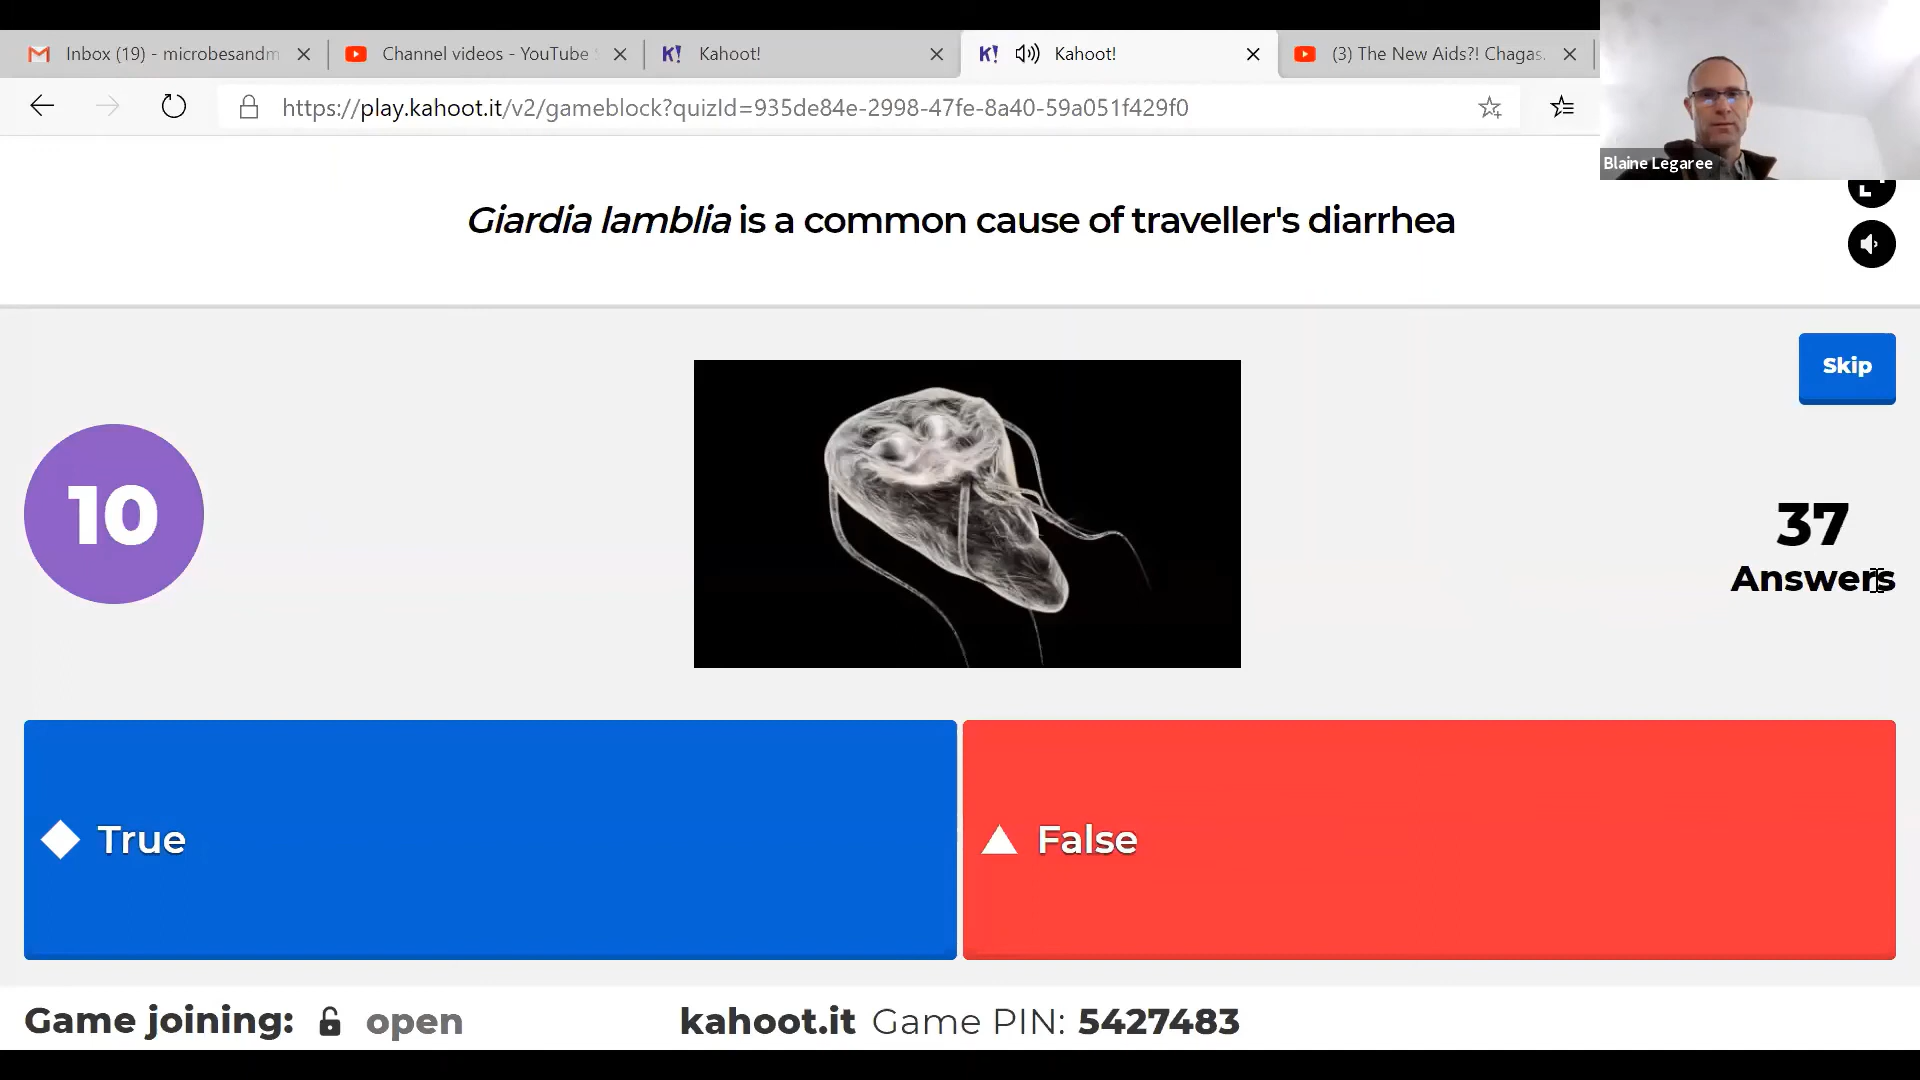 Inbox (19) - microbesandm
Channel videos - YouTube
K! Kahoot!
K! Kahoot!
(3) The New Aids?! Chagas.
https://play.kahoot.it/v2/gameblock?quizId=935de84e-2998-47fe-8a40-59a051f429f0
Blaine Legaree
Giardia lamblia is a common cause of traveller's diarrhea
Skip
10
37
Answers
True
False
Game joining: open
kahoot.it Game PIN: 5427483